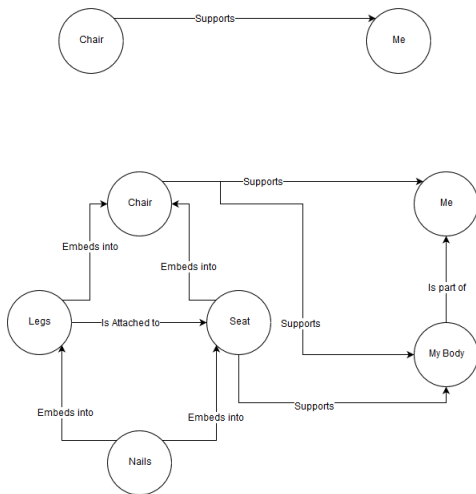 Supports
Chair
Me
Supports
Chair
Me
Embeds into
Embeds into
Is part of
Legs
Is Attached to
Seat
Supports
My Body
Supports
Embeds into
Embeds into
Nails